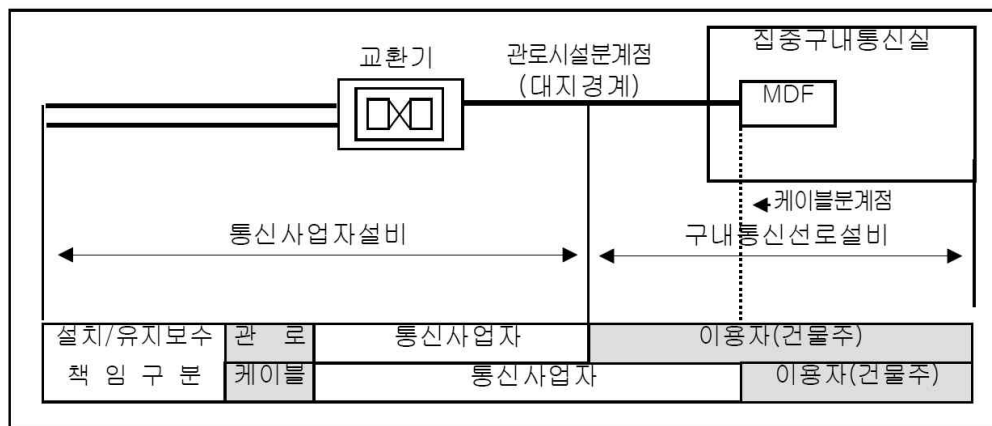 집중구내통신실
교환기
관로시설분계점
(대지경계)
MDF
케이블분계점
통신사업자설비
구내통신선로설비
설치/유지보수 관 로 통신사업자 이용자(건물주)
책 임 구 분 케이블 통신사업자 이용자(건물주)